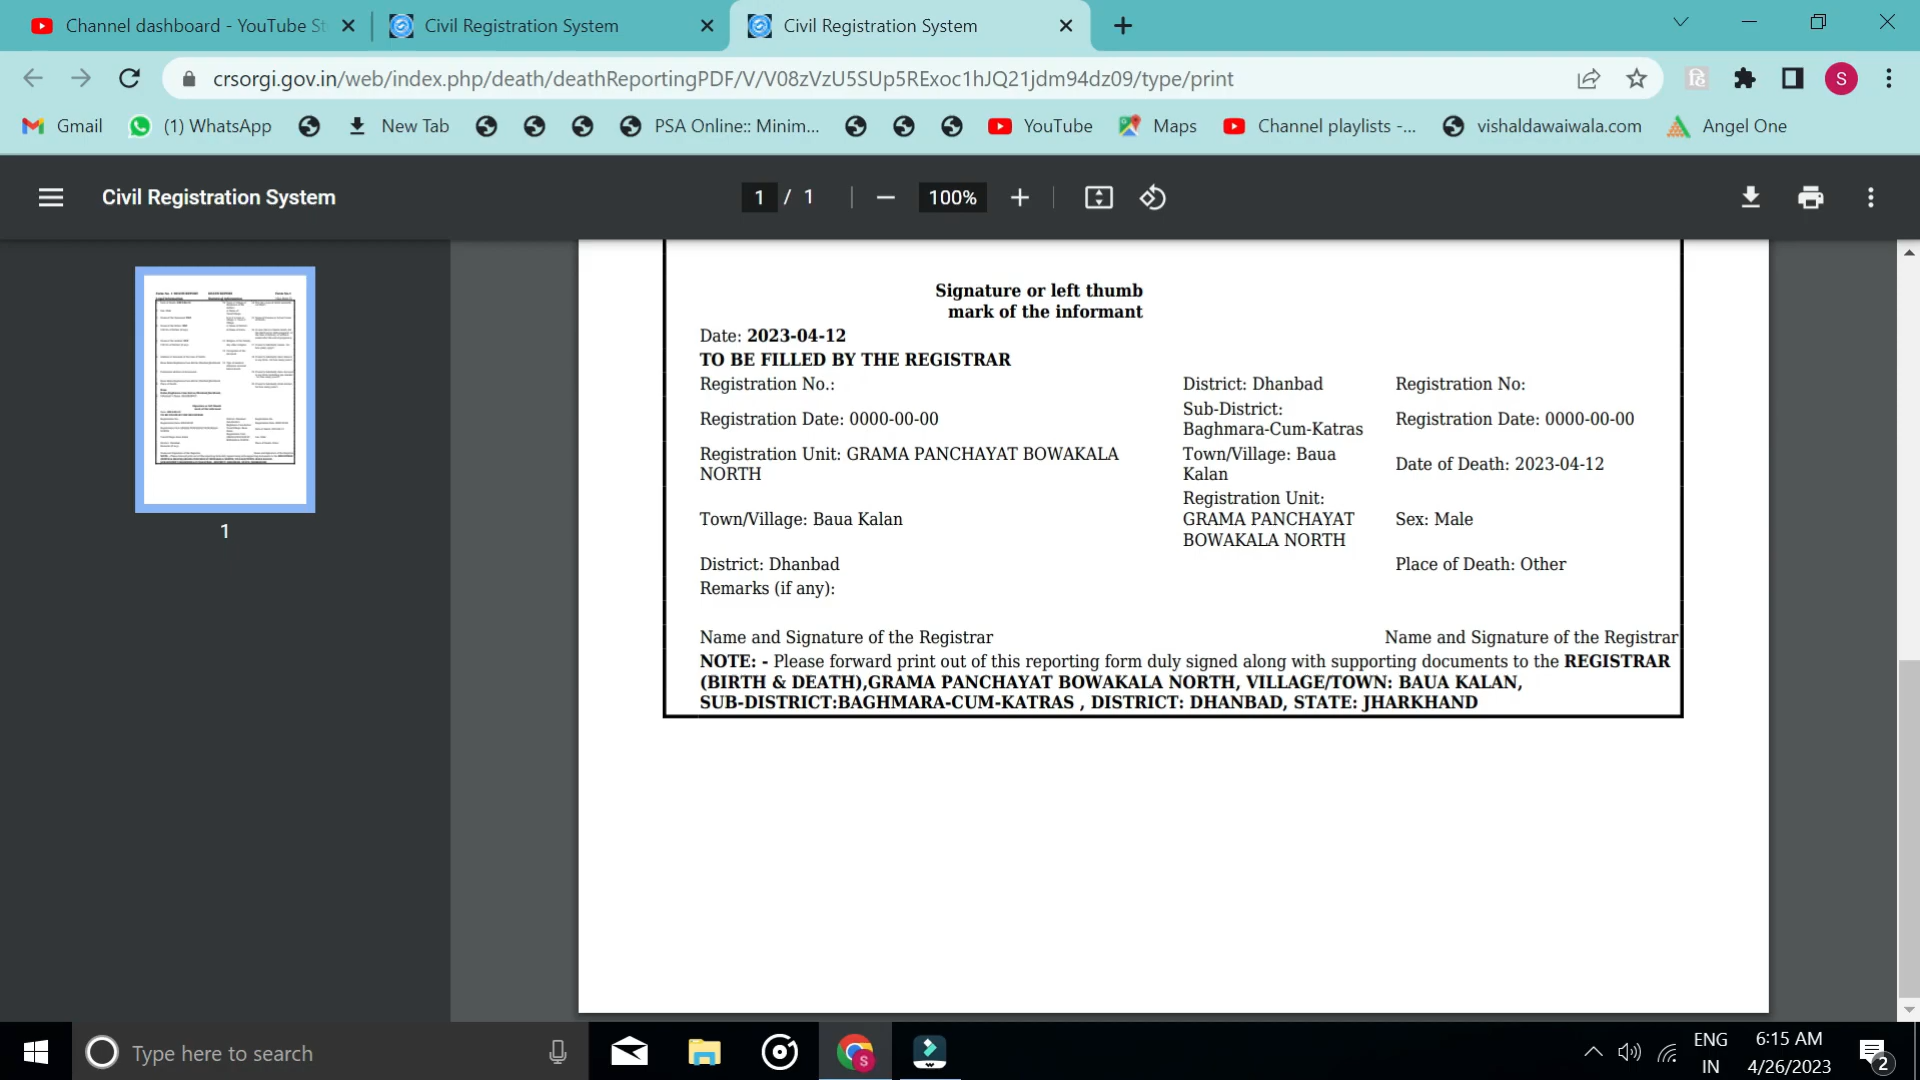 Channel dashboard - YouTube St
Civil Registration System
Civil Registration System
crsorgi.gov.in/web/index.php/death/deathReportingPDF/V/V08zVzU5SUp5RExoc1hJQ21jdm94dz09/type/print
S
Gmail
(1) WhatsApp
New Tab
PSA Online:: Minim...
YouTube
Maps
Channel playlists -...
vishaldawaiwala.com
Angel One
Civil Registration System
1 / 1
100%
1
Signature or left thumb
mark of the informant
Date: 2023-04-12
TO BE FILLED BY THE REGISTRAR
Registration No.:
District: Dhanbad
Registration No:
Registration Date: 0000-00-00
Sub-District:
Baghmara-Cum-Katras
Registration Date: 0000-00-00
Registration Unit: GRAMA PANCHAYAT BOWAKALA
NORTH
Town/Village: Baua
Kalan
Date of Death: 2023-04-12
Town/Village: Baua Kalan
Registration Unit:
GRAMA PANCHAYAT
BOWAKALA NORTH
Sex: Male
District: Dhanbad
Place of Death: Other
Remarks (if any):
Name and Signature of the Registrar
Name and Signature of the Registrar
NOTE: - Please forward print out of this reporting form duly signed along with supporting documents to the REGISTRAR
(BIRTH & DEATH),GRAMA PANCHAYAT BOWAKALA NORTH, VILLAGE/TOWN: BAUA KALAN,
SUB-DISTRICT:BAGHMARA-CUM-KATRAS , DISTRICT: DHANBAD, STATE: JHARKHAND
Type here to search
S
ENG
IN
6:15 AM
4/26/2023
2